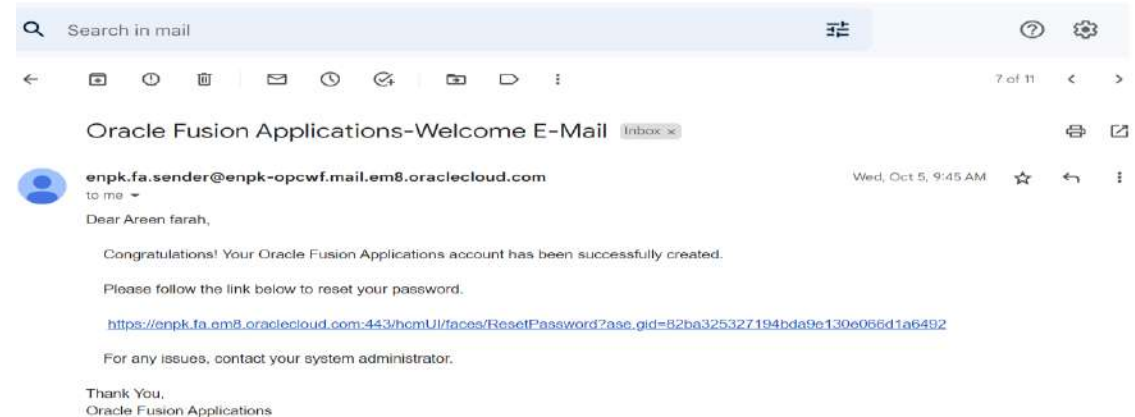 Search in mail
7 of 11
Oracle Fusion Applications-Welcome E-Mail Inbox x
enpk.fa.sender@enpk-opcwf.mail.em8.oraclecloud.com Wed, Oct 5, 9:45 AM
to me
Dear Areen farah,
Congratulations! Your Oracle Fusion Applications account has been successfully created.
Please follow the link below to reset your password.
https://enpk.fa.em8.oraclecloud.com:443/hcmUI/faces/ResetPassword?ase.gid=82ba325327194bda9e130e066d1a6492
For any issues, contact your system administrator.
Thank You,
Oracle Fusion Applications